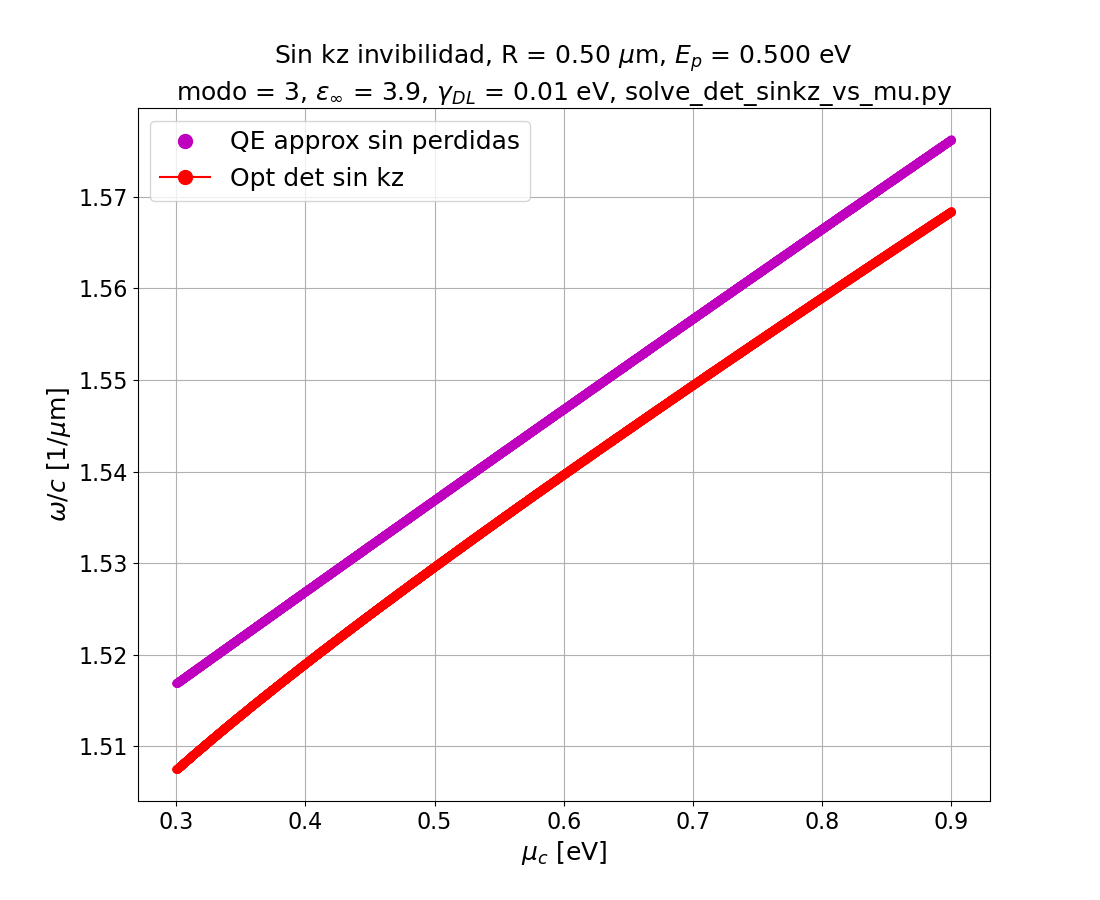 Sin kz invibilidad, R = 0.50 μm, E_p = 0.500 eV
modo = 3, ε_∞ = 3.9, γ_DL = 0.01 eV, solve_det_sinkz_vs_mu.py
QE approx sin perdidas
Opt det sin kz
ω/c [1/μm]
1.57
1.56
1.55
1.54
1.53
1.52
1.51
0.3 0.4 0.5 0.6 0.7 0.8 0.9
μ_c [eV]